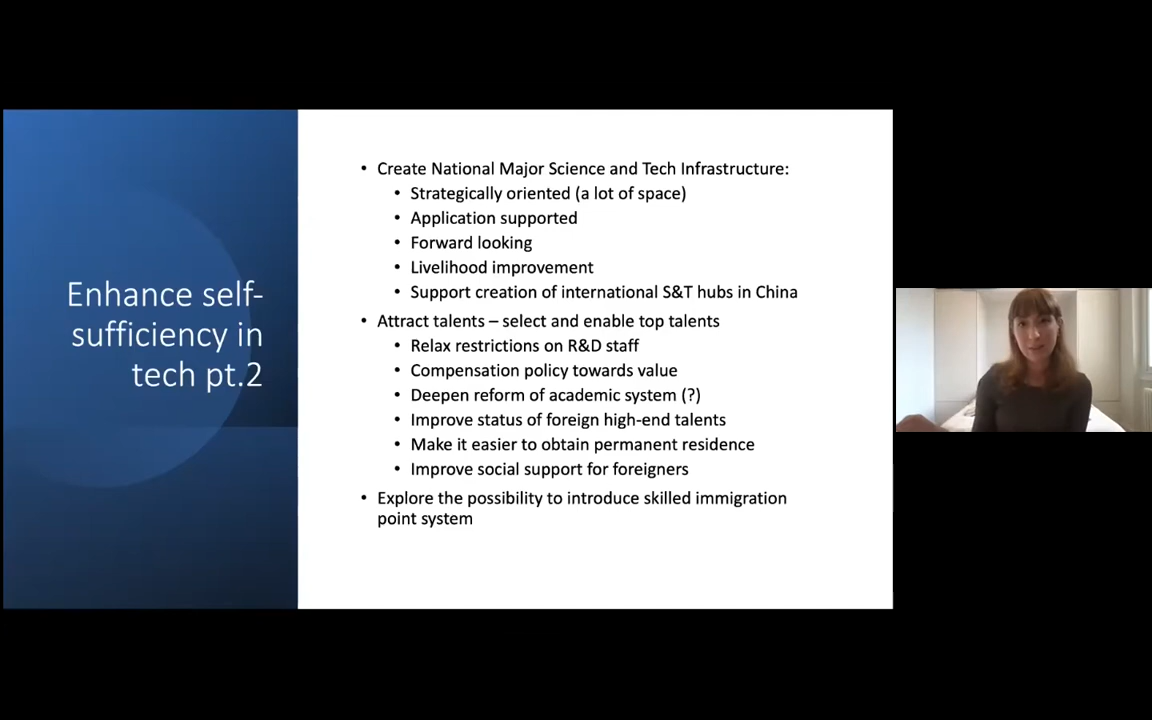 Enhance self-
sufficiency in
tech pt.2
• Create National Major Science and Tech Infrastructure:
• Strategically oriented (a lot of space)
• Application supported
• Forward looking
• Livelihood improvement
• Support creation of international S&T hubs in China
• Attract talents – select and enable top talents
• Relax restrictions on R&D staff
• Compensation policy towards value
• Deepen reform of academic system (?)
• Improve status of foreign high-end talents
• Make it easier to obtain permanent residence
• Improve social support for foreigners
• Explore the possibility to introduce skilled immigration
point system